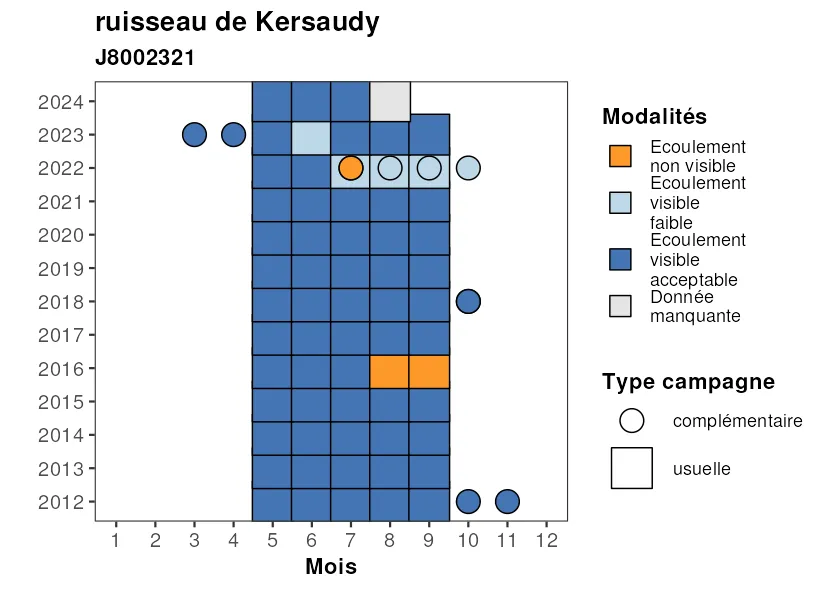 ruisseau de Kersaudy
J8002321
2024
2023
2022
2021
2020
2019
2018
2017
2016
2015
2014
2013
2012
1 2 3 4 5 6 7 8 9 10 11 12
Mois
Modalités
Ecoulement
non visible
Ecoulement
visible
faible
Ecoulement
visible
acceptable
Donnée
manquante
Type campagne
complémentaire
usuelle